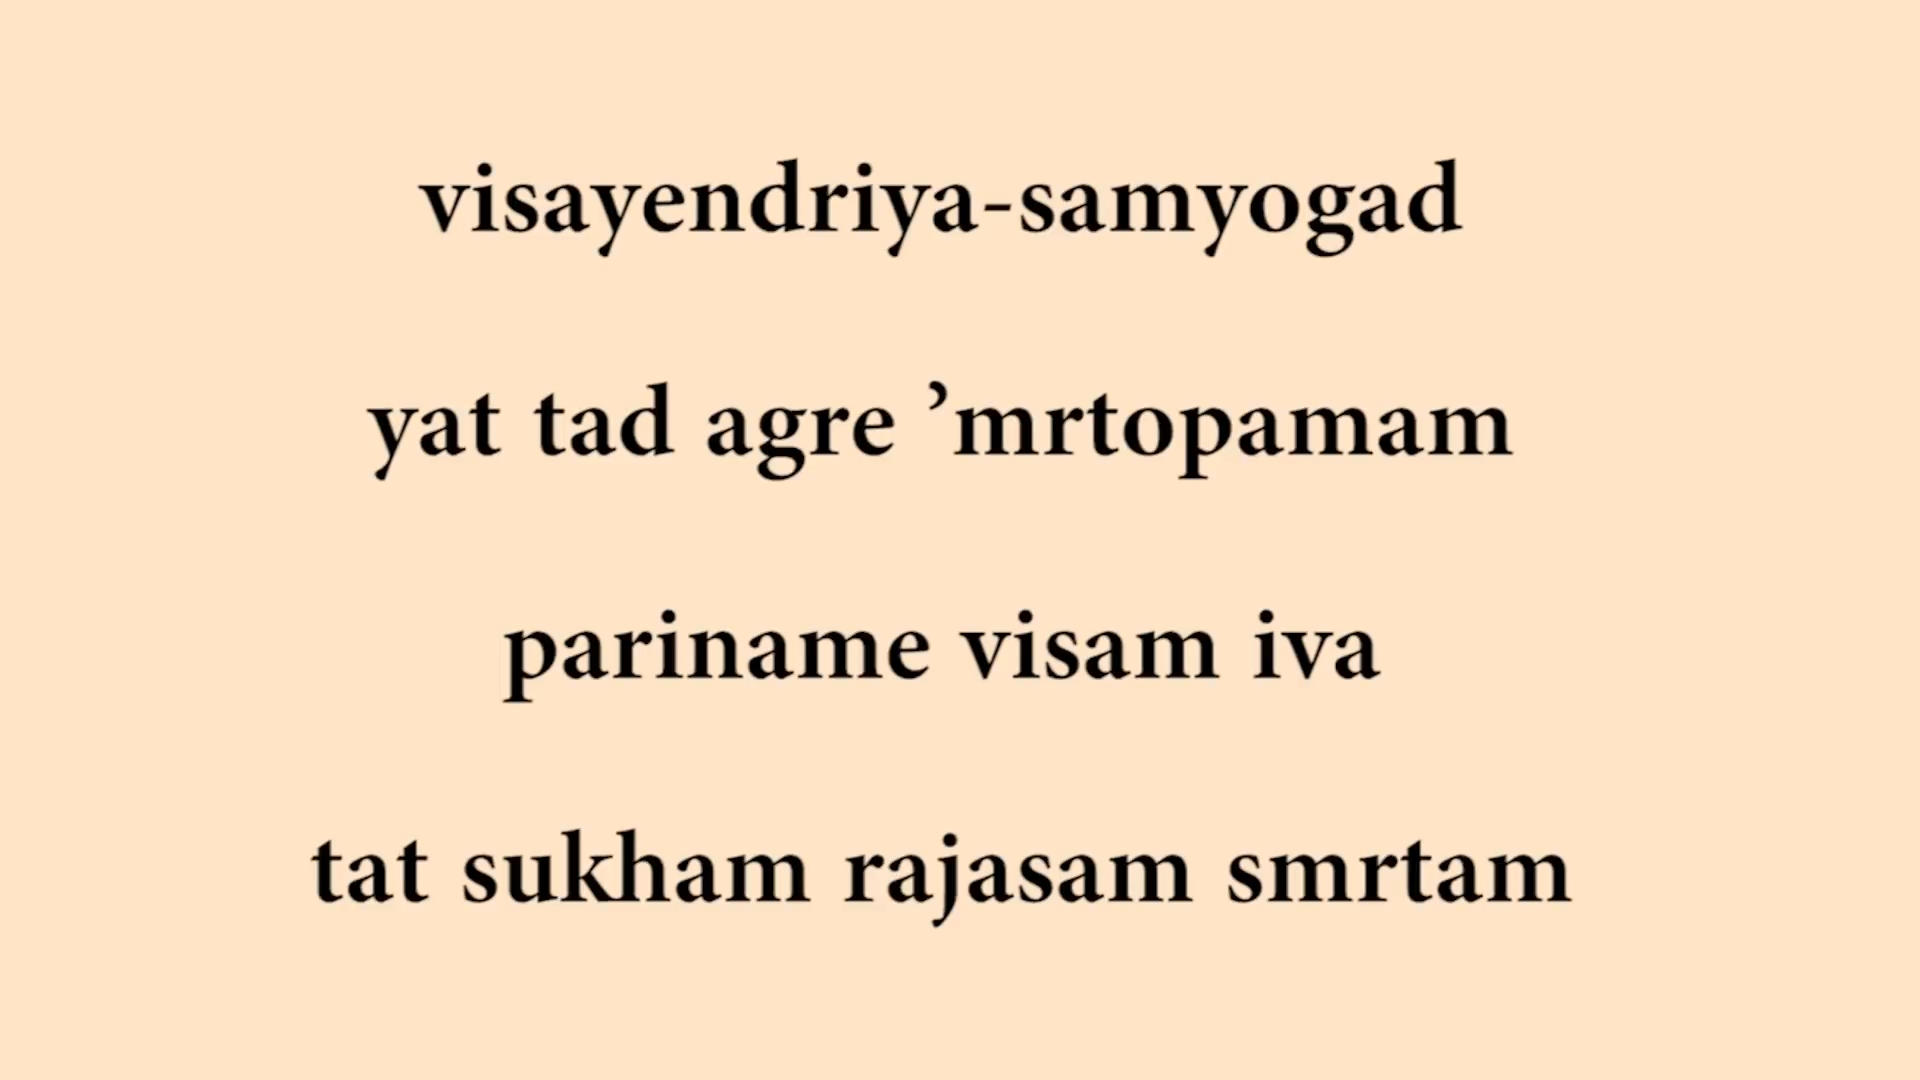 visayendriya-samyogad
yat tad agre ’mrtopamam
pariname visam iva
tat sukham rajasam smrtam